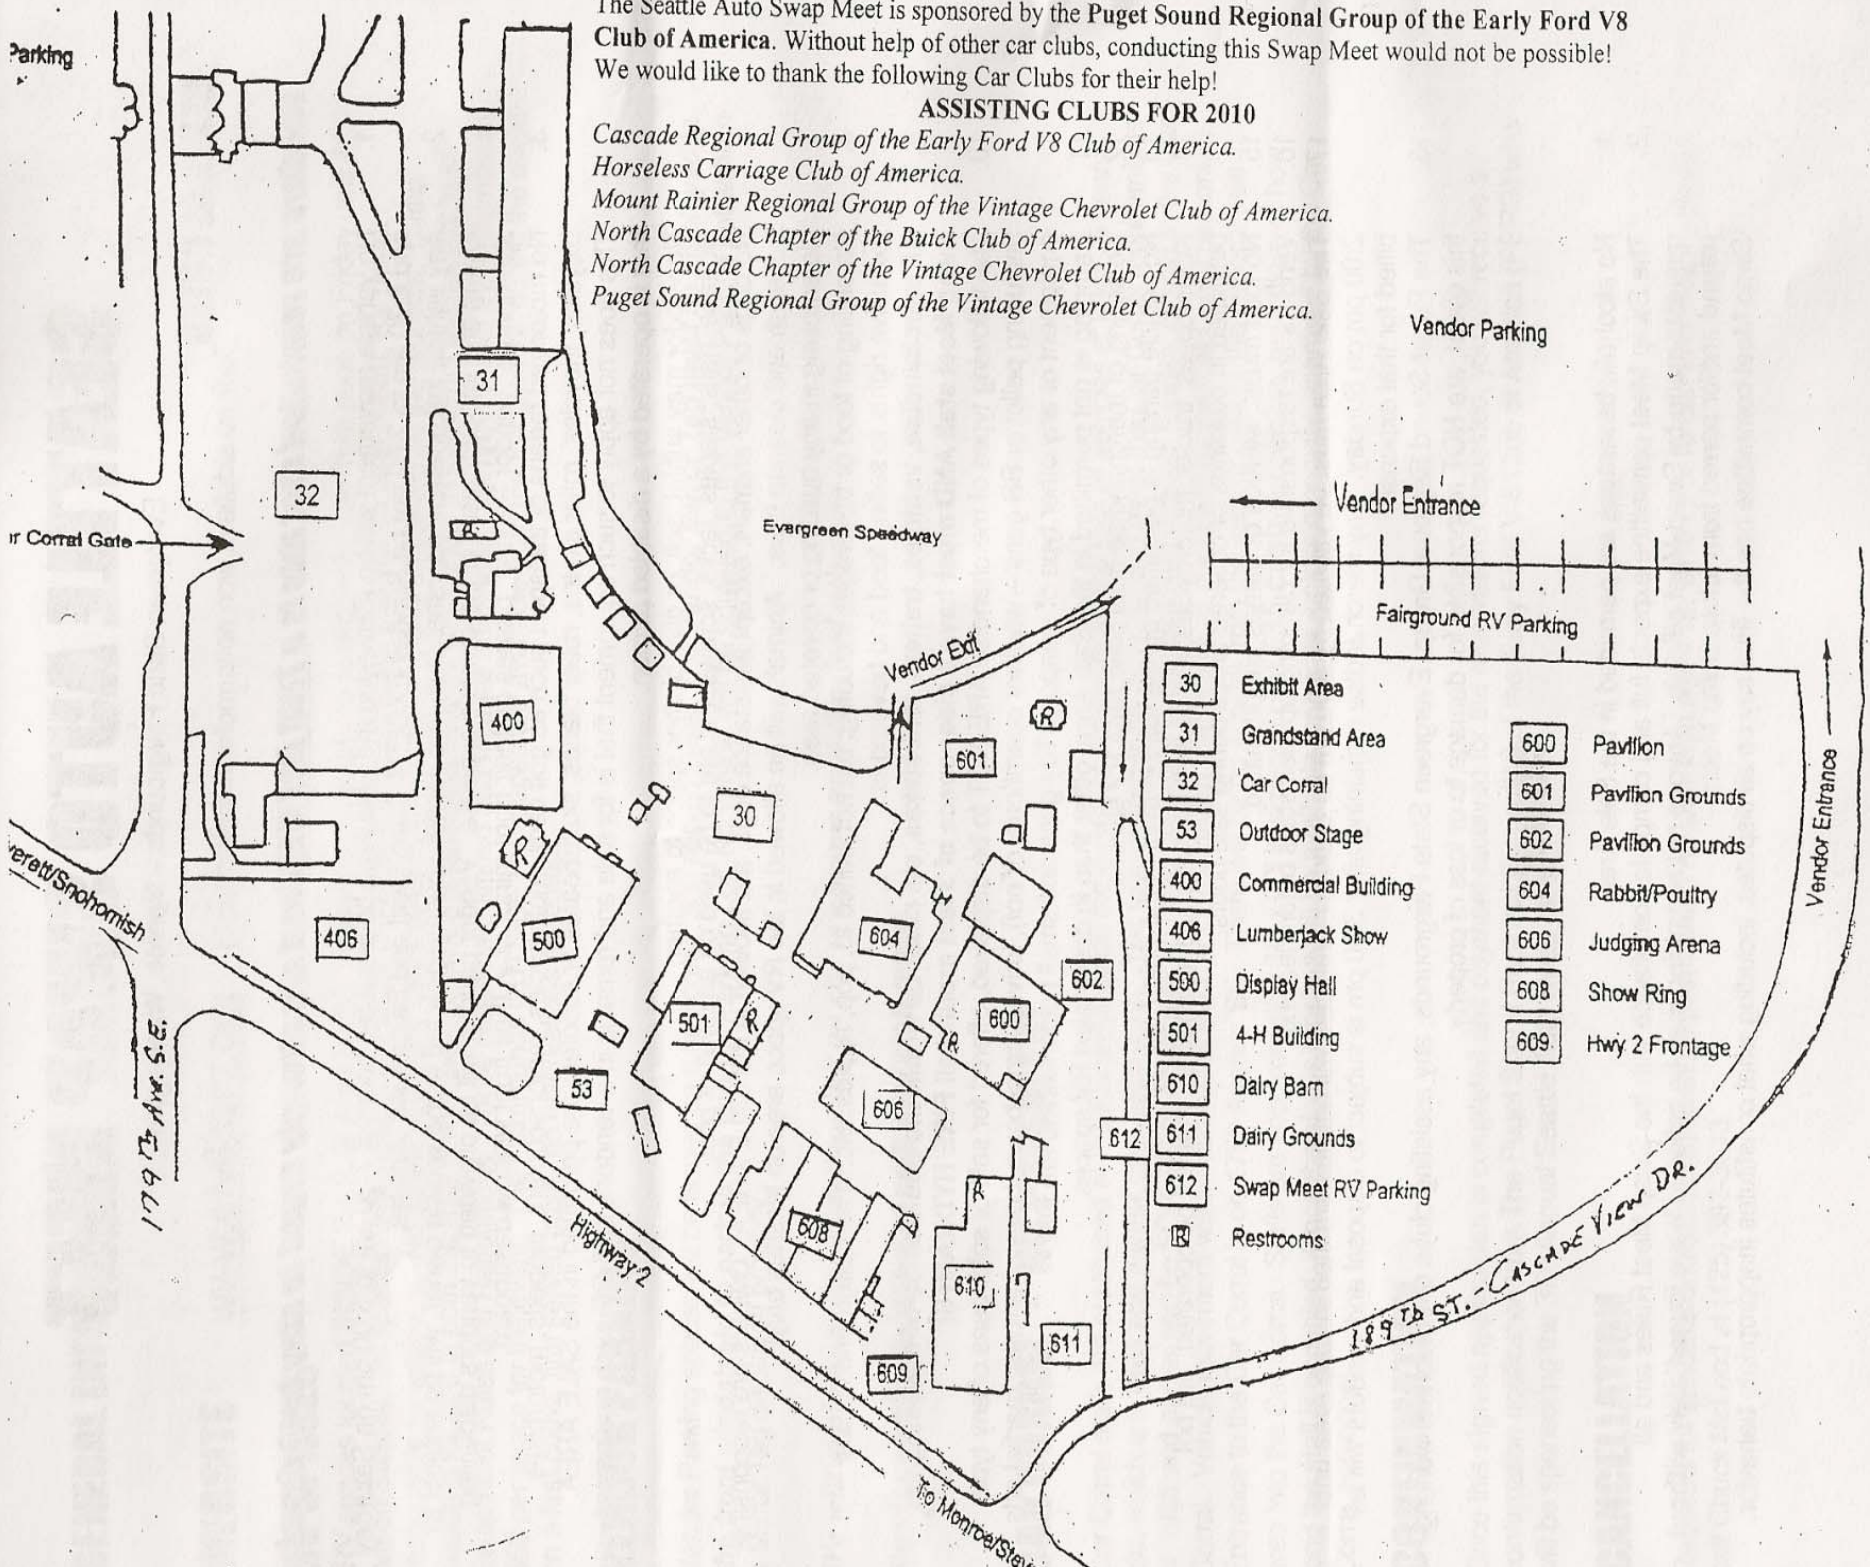 The Seattle Auto Swap Meet is sponsored by the Puget Sound Regional Group of the Early Ford V8
Club of America. Without help of other car clubs, conducting this Swap Meet would not be possible!
We would like to thank the following Car Clubs for their help!
ASSISTING CLUBS FOR 2010
Cascade Regional Group of the Early Ford V8 Club of America.
Horseless Carriage Club of America.
Mount Rainier Regional Group of the Vintage Chevrolet Club of America.
North Cascade Chapter of the Buick Club of America.
North Cascade Chapter of the Vintage Chevrolet Club of America.
Puget Sound Regional Group of the Vintage Chevrolet Club of America.
Parking
Vendor Parking
31
32
Vendor Entrance
Evergreen Speedway
Corral Gate
R
Fairground RV Parking
Vendor Exit
400
R
601
30
R
500
406
604
602
501
R
600
R
53
606
612
R
608
610
611
609
30 Exhibit Area
31 Grandstand Area
32 Car Corral
53 Outdoor Stage
400 Commercial Building
406 Lumberjack Show
500 Display Hall
501 4-H Building
610 Dairy Barn
611 Dairy Grounds
612 Swap Meet RV Parking
R Restrooms
600 Pavilion
601 Pavilion Grounds
602 Pavilion Grounds
604 Rabbit/Poultry
606 Judging Arena
608 Show Ring
609 Hwy 2 Frontage
Vendor Entrance
verett/Snohomish
179th Ave. S.E.
Highway 2
189th ST. - CASCADE VIEW DR.
To Monroe/Stev